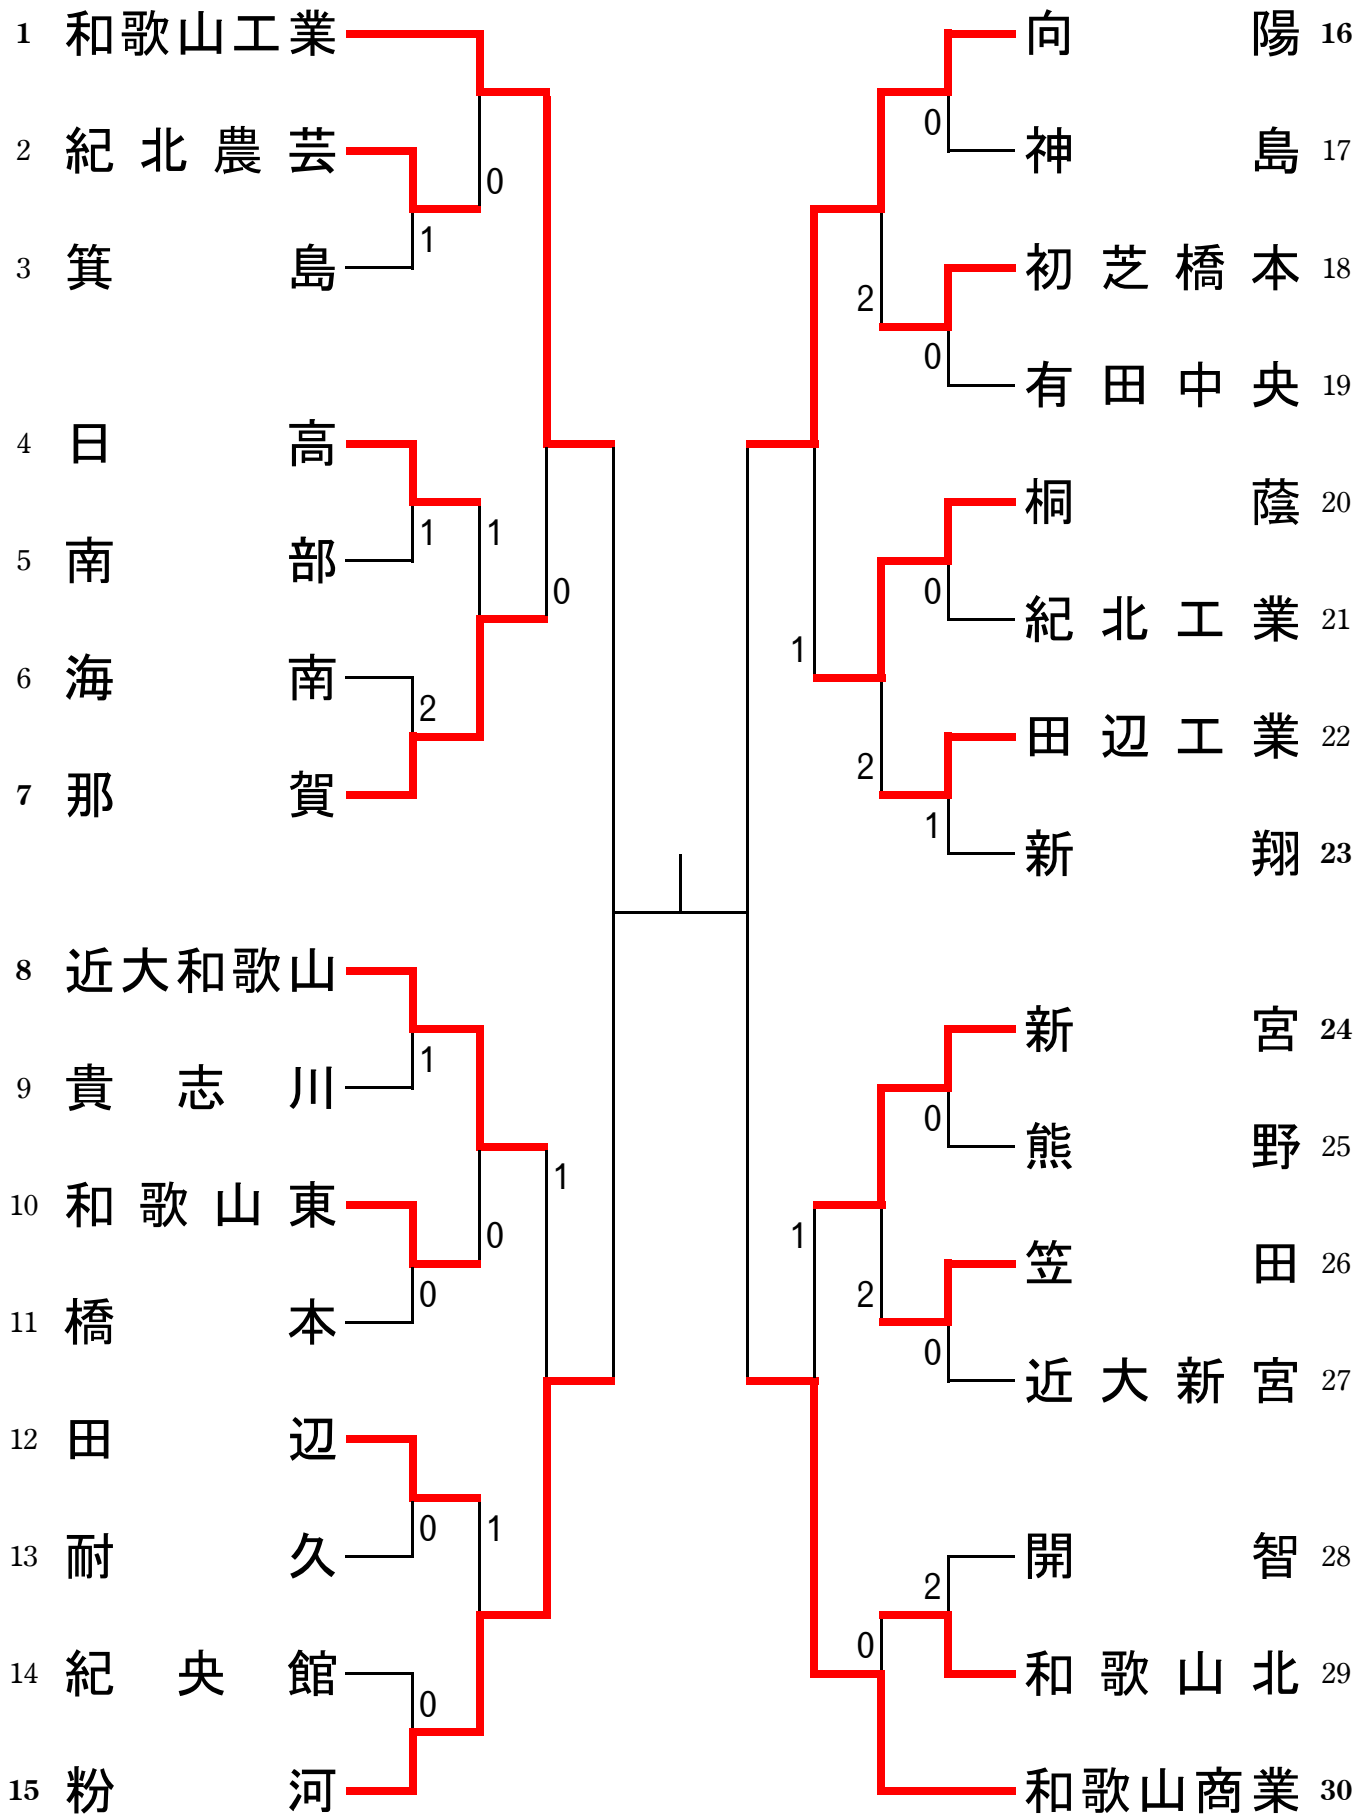 1 和歌山工業
2 紀北農芸
0
1
3 箕島
4 日高
1 1
5 南部
0
6 海南
2
7 那賀
8 近大和歌山
1
9 貴志川
1
10 和歌山東
0
0
11 橋本
12 田辺
0 1
13 耐久
14 紀央館
0
15 粉河
向陽 16
0
神島 17
初芝橋本 18
2
0
有田中央 19
桐蔭 20
0
紀北工業 21
1
田辺工業 22
2
1
新翔 23
新宮 24
0
熊野 25
1
笠田 26
2
0
近大新宮 27
開智 28
2
0
和歌山北 29
和歌山商業 30